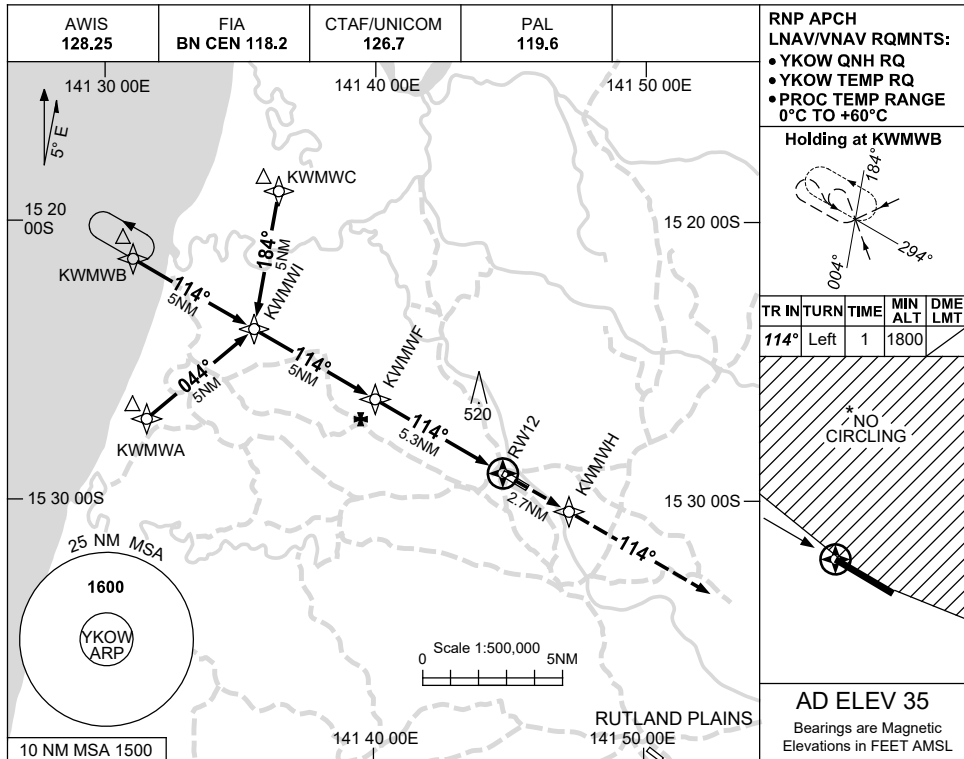 AWIS
128.25
FIA
BN CEN 118.2
CTAF/UNICOM
126.7
PAL
119.6
RNP APCH
LNAV/VNAV RQMNTS:
• YKOW QNH RQ
• YKOW TEMP RQ
• PROC TEMP RANGE
0°C TO +60°C
141 30 00E
141 40 00E
141 50 00E
5° E
Holding at KWMWB
184°
294°
004°
KWMWC
15 20
00S
15 20 00S
184°
5NM
KWMWB
114°
5NM
KWMWI
TR IN
TURN
TIME
MIN
ALT
DME
LMT
114°
Left
1
1800
114°
5NM
KWMWF
044°
5NM
KWMWA
520
*NO
CIRCLING
114°
5.3NM
RW12
KWMWH
2.7NM
15 30 00S
15 30 00S
114°
25 NM MSA
1600
YKOW
ARP
Scale 1:500,000
0
5NM
AD ELEV 35
Bearings are Magnetic
Elevations in FEET AMSL
RUTLAND PLAINS
10 NM MSA 1500
141 40 00E
141 50 00E